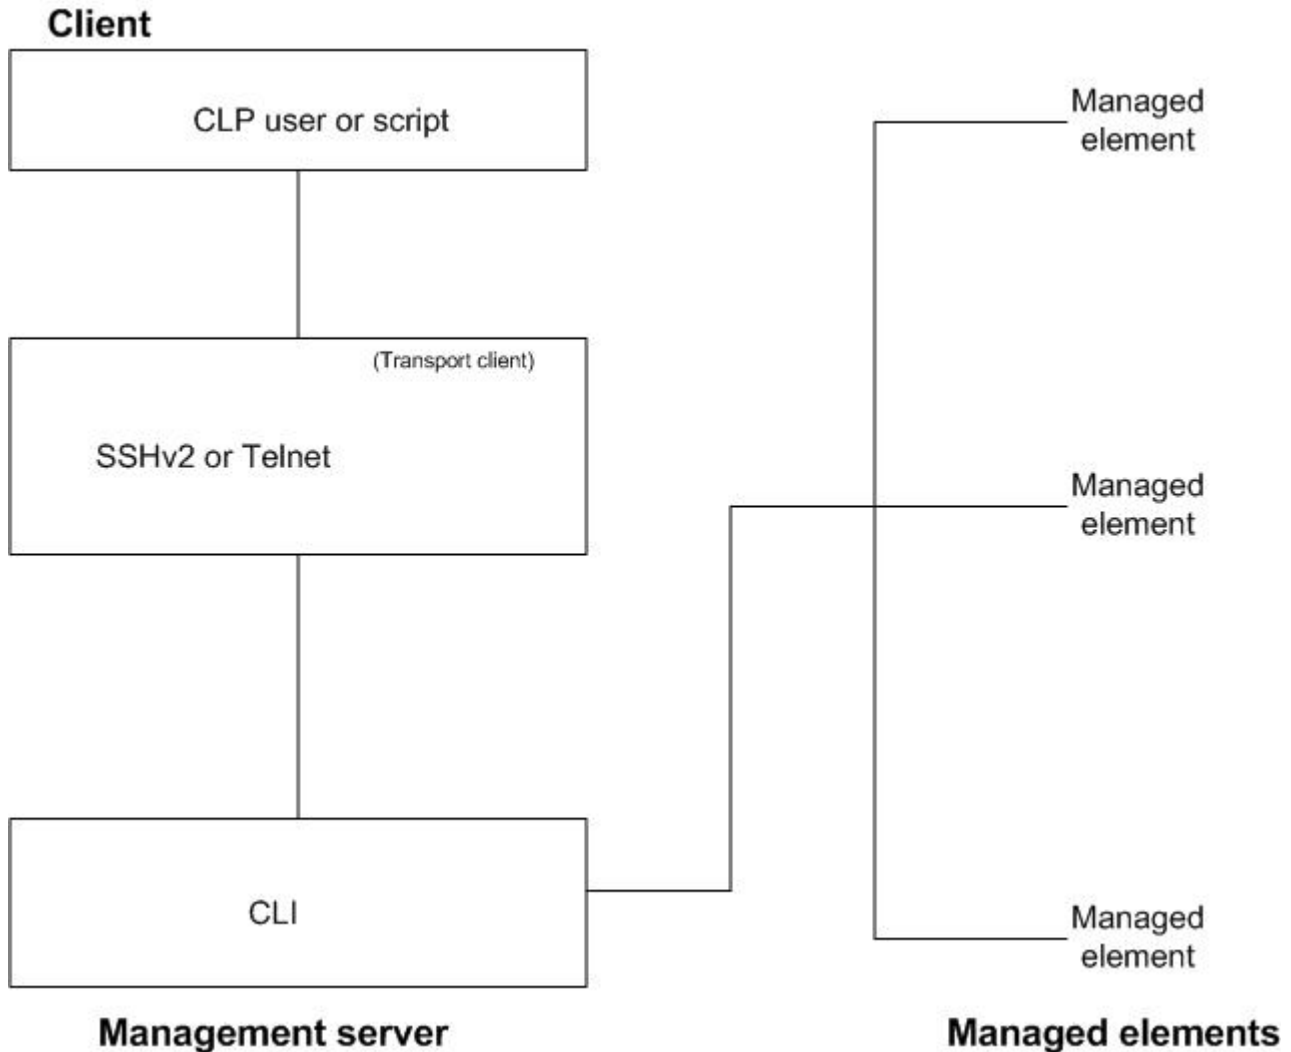 Client
CLP user or script
Managed
element
(Transport client)
SSHv2 or Telnet
Managed
element
CLI
Managed
element
Management server
Managed elements